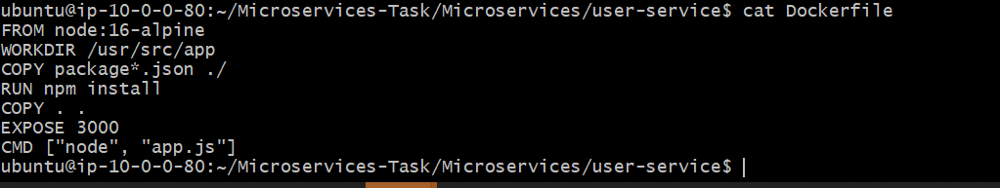 ubuntu@ip-10-0-0-80:~/Microservices-Task/Microservices/user-service$ cat Dockerfile
FROM node:16-alpine
WORKDIR /usr/src/app
COPY package*.json ./
RUN npm install
COPY . .
EXPOSE 3000
CMD ["node", "app.js"]
ubuntu@ip-10-0-0-80:~/Microservices-Task/Microservices/user-service$